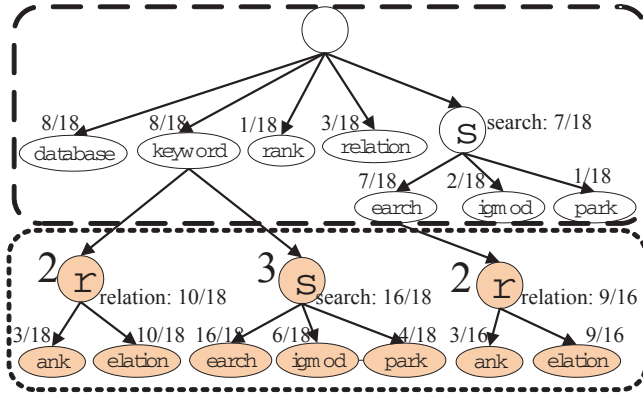 8/18 8/18 1/18 3/18
database keyword rank relation s search: 7/18
7/18 2/18 1/18
earch igmod park
2 r relation: 10/18 3 s search: 16/18 2 r relation: 9/16
3/18 10/18 16/18 6/18 4/18 3/16 9/16
ank elation earch igmod park ank elation